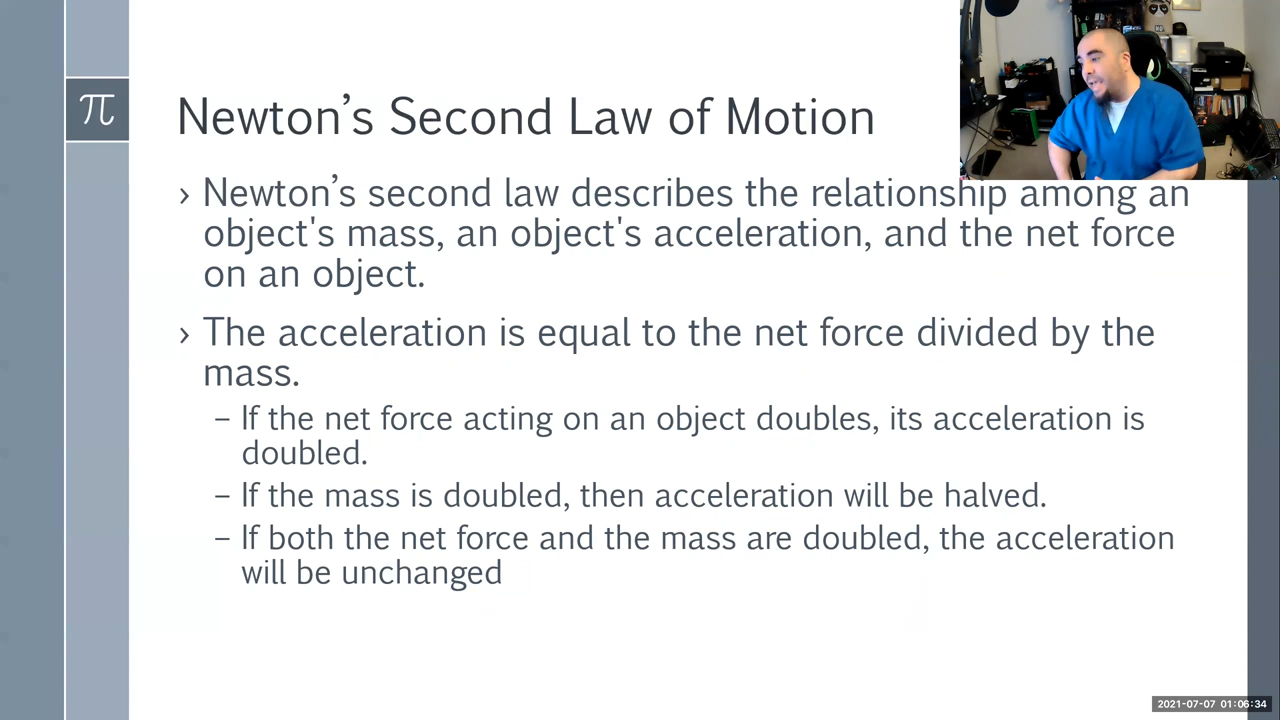 π
Newton’s Second Law of Motion
› Newton’s second law describes the relationship among an
object's mass, an object's acceleration, and the net force
on an object.
› The acceleration is equal to the net force divided by the
mass.
– If the net force acting on an object doubles, its acceleration is
doubled.
– If the mass is doubled, then acceleration will be halved.
– If both the net force and the mass are doubled, the acceleration
will be unchanged
2021-07-07 01:06:34